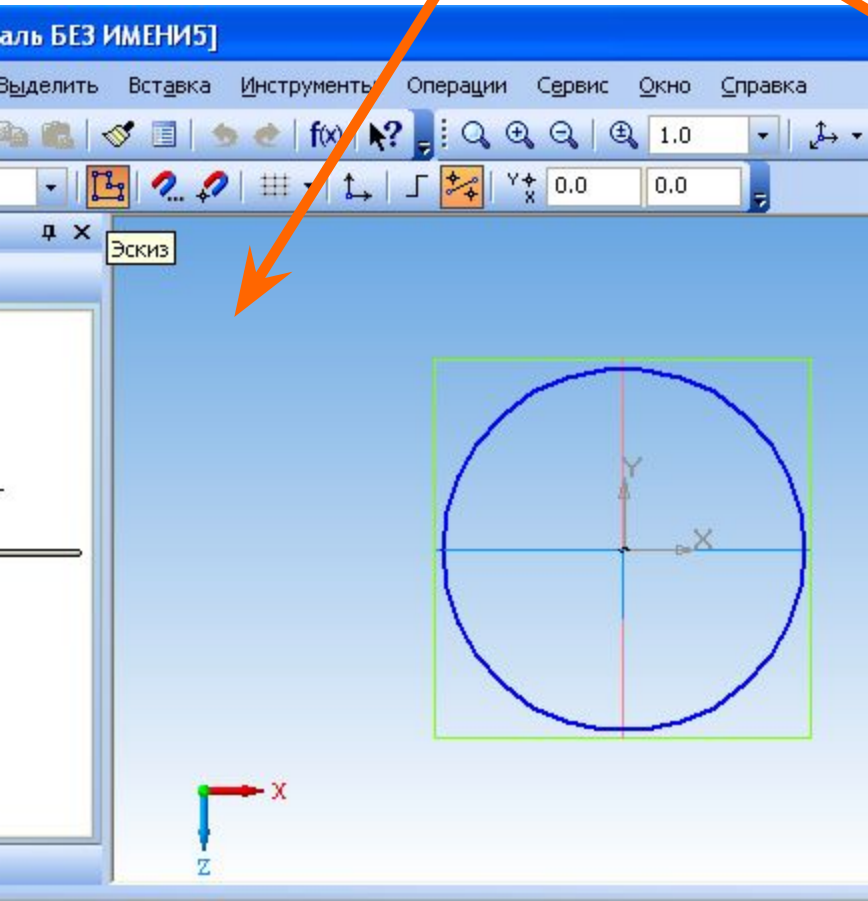 аль БЕЗ ИМЕНИ5]
Выделить Вставка Инструменты Операции Сервис Окно Справка
f(x) ? 1.0
0.0 0.0
Эскиз
Y
X
X
Z